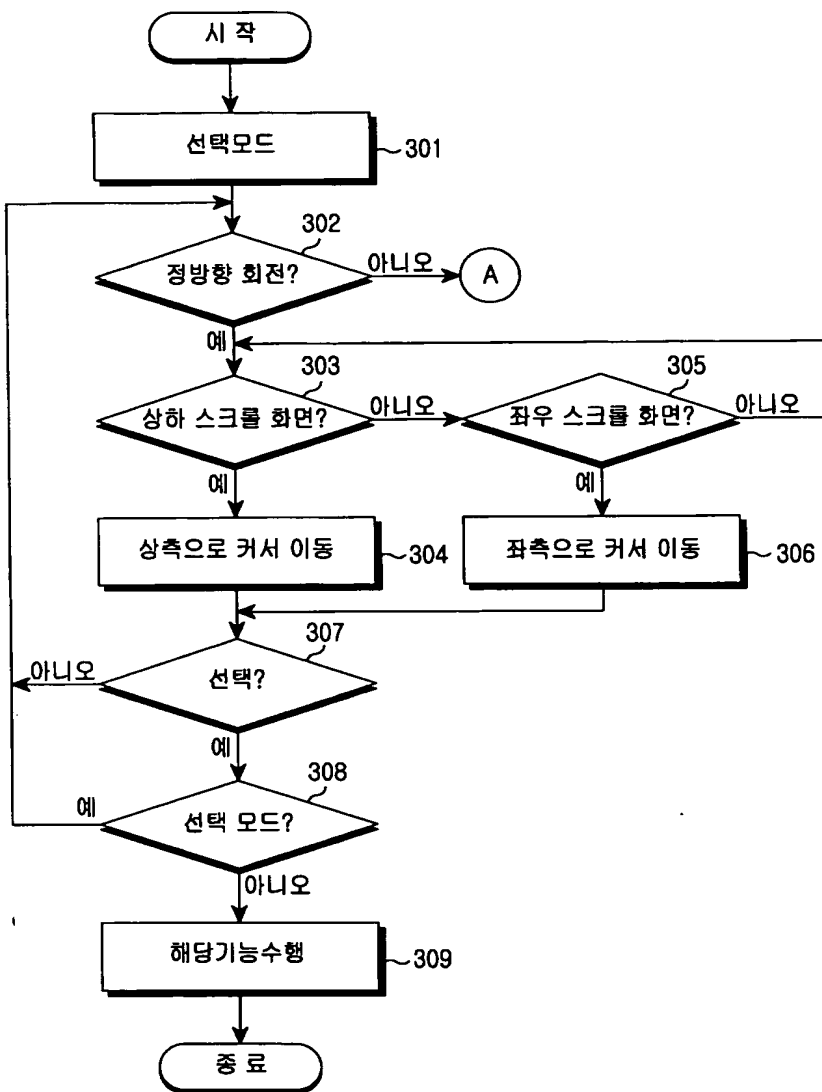 시 작
선택모드
301
302
정방향 회전?
아니오
A
예
303
상하 스크롤 화면?
아니오
305
좌우 스크롤 화면?
아니오
예
예
상측으로 커서 이동
304
좌측으로 커서 이동
306
307
아니오
선택?
예
308
예
선택 모드?
아니오
해당기능수행
309
종 료